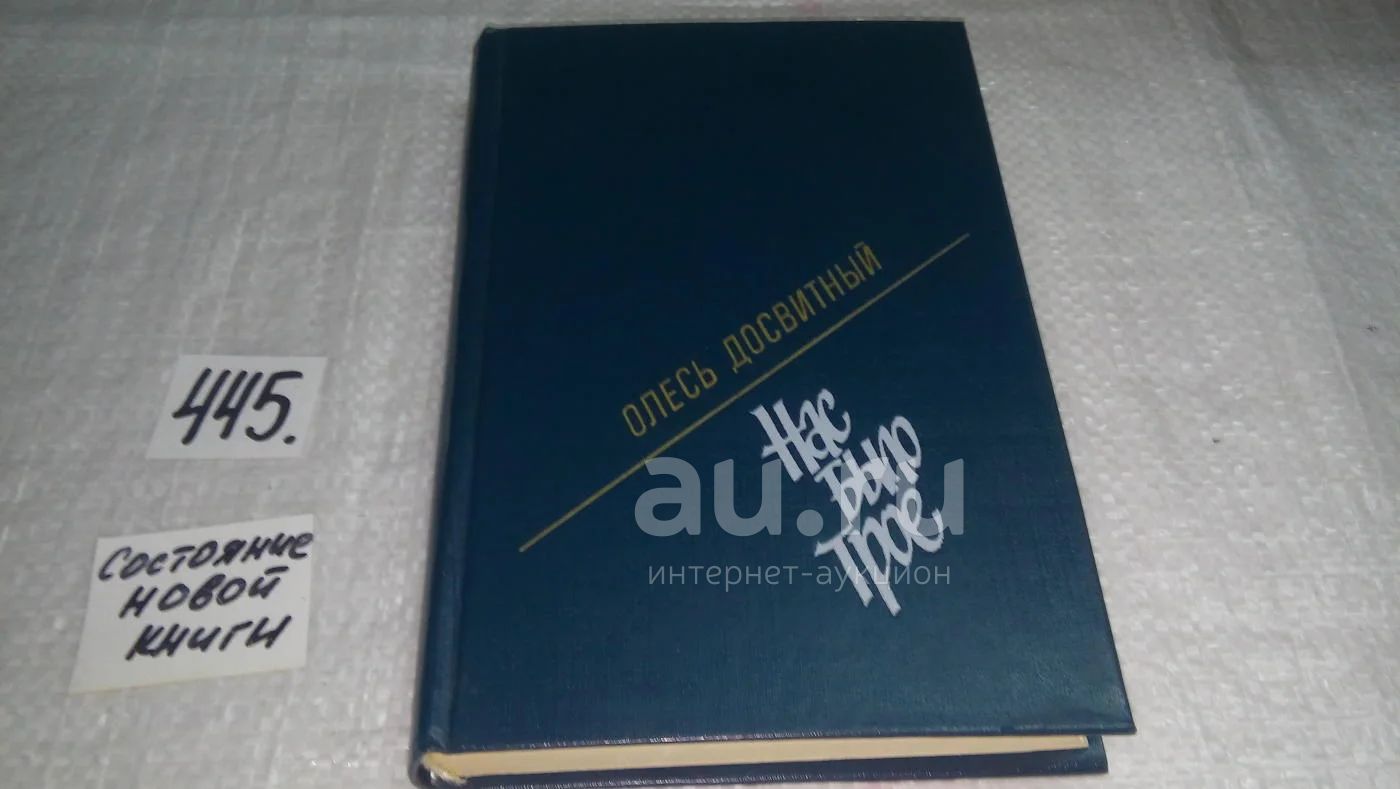 ОЛЕСЬ ДОСВИТНЫЙ
Нас
было
трое
445.
Состояние
новой
книги
au.ru
интернет-аукцион